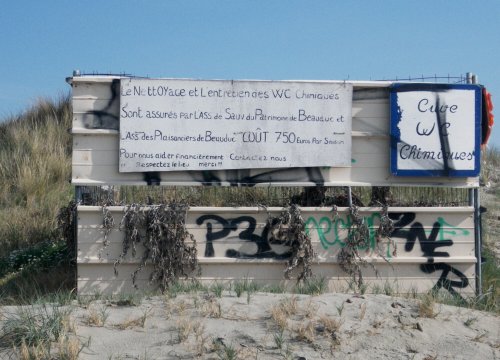 Le NettOYage et L'entretien des WC Chimiques
Sont assurés par L'ASS de Sauv du Patrimoine de Beauduc et
L'ASS des Plaisanciers de Beauduc COÛT 750 Euros Par Saison
Pour nous aider financièrement Contactez nous
Respectez le lieu merci !!!
Cuve
WC
Chimiques